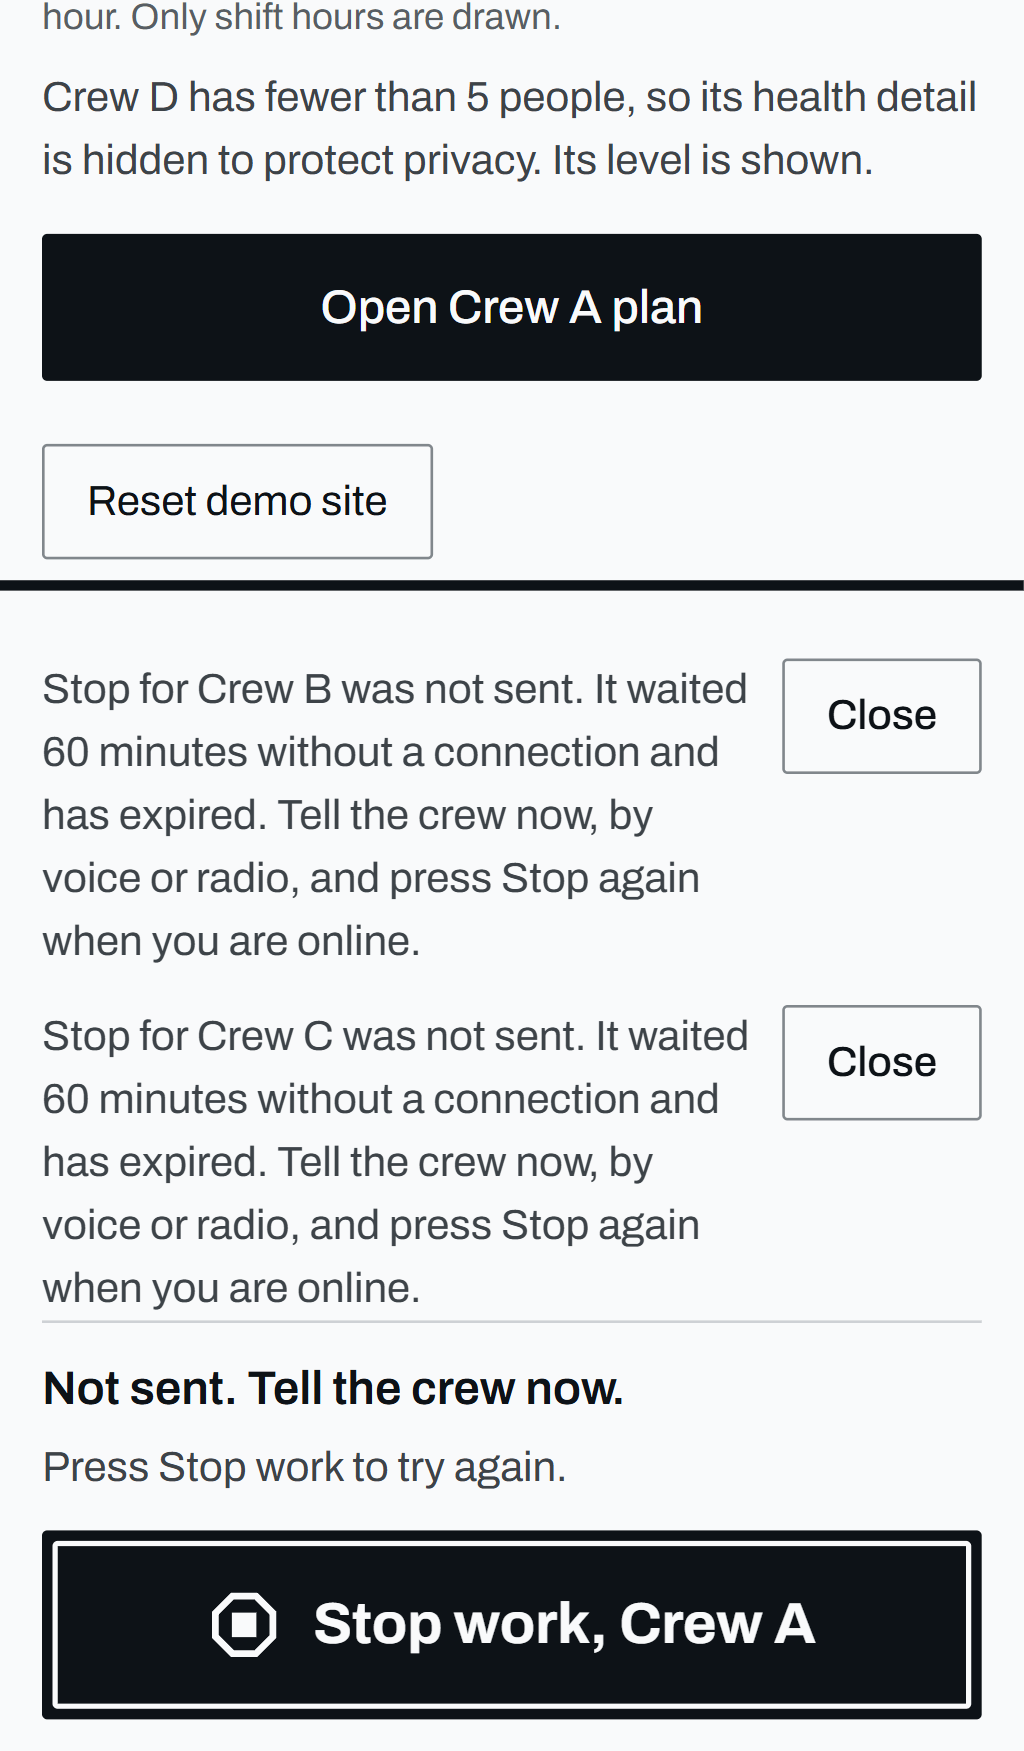 hour. Only shift hours are drawn.
Crew D has fewer than 5 people, so its health detail
is hidden to protect privacy. Its level is shown.
Open Crew A plan
Reset demo site
Stop for Crew B was not sent. It waited
60 minutes without a connection and
has expired. Tell the crew now, by
voice or radio, and press Stop again
when you are online.
Close
Stop for Crew C was not sent. It waited
60 minutes without a connection and
has expired. Tell the crew now, by
voice or radio, and press Stop again
when you are online.
Close
Not sent. Tell the crew now.
Press Stop work to try again.
Stop work, Crew A